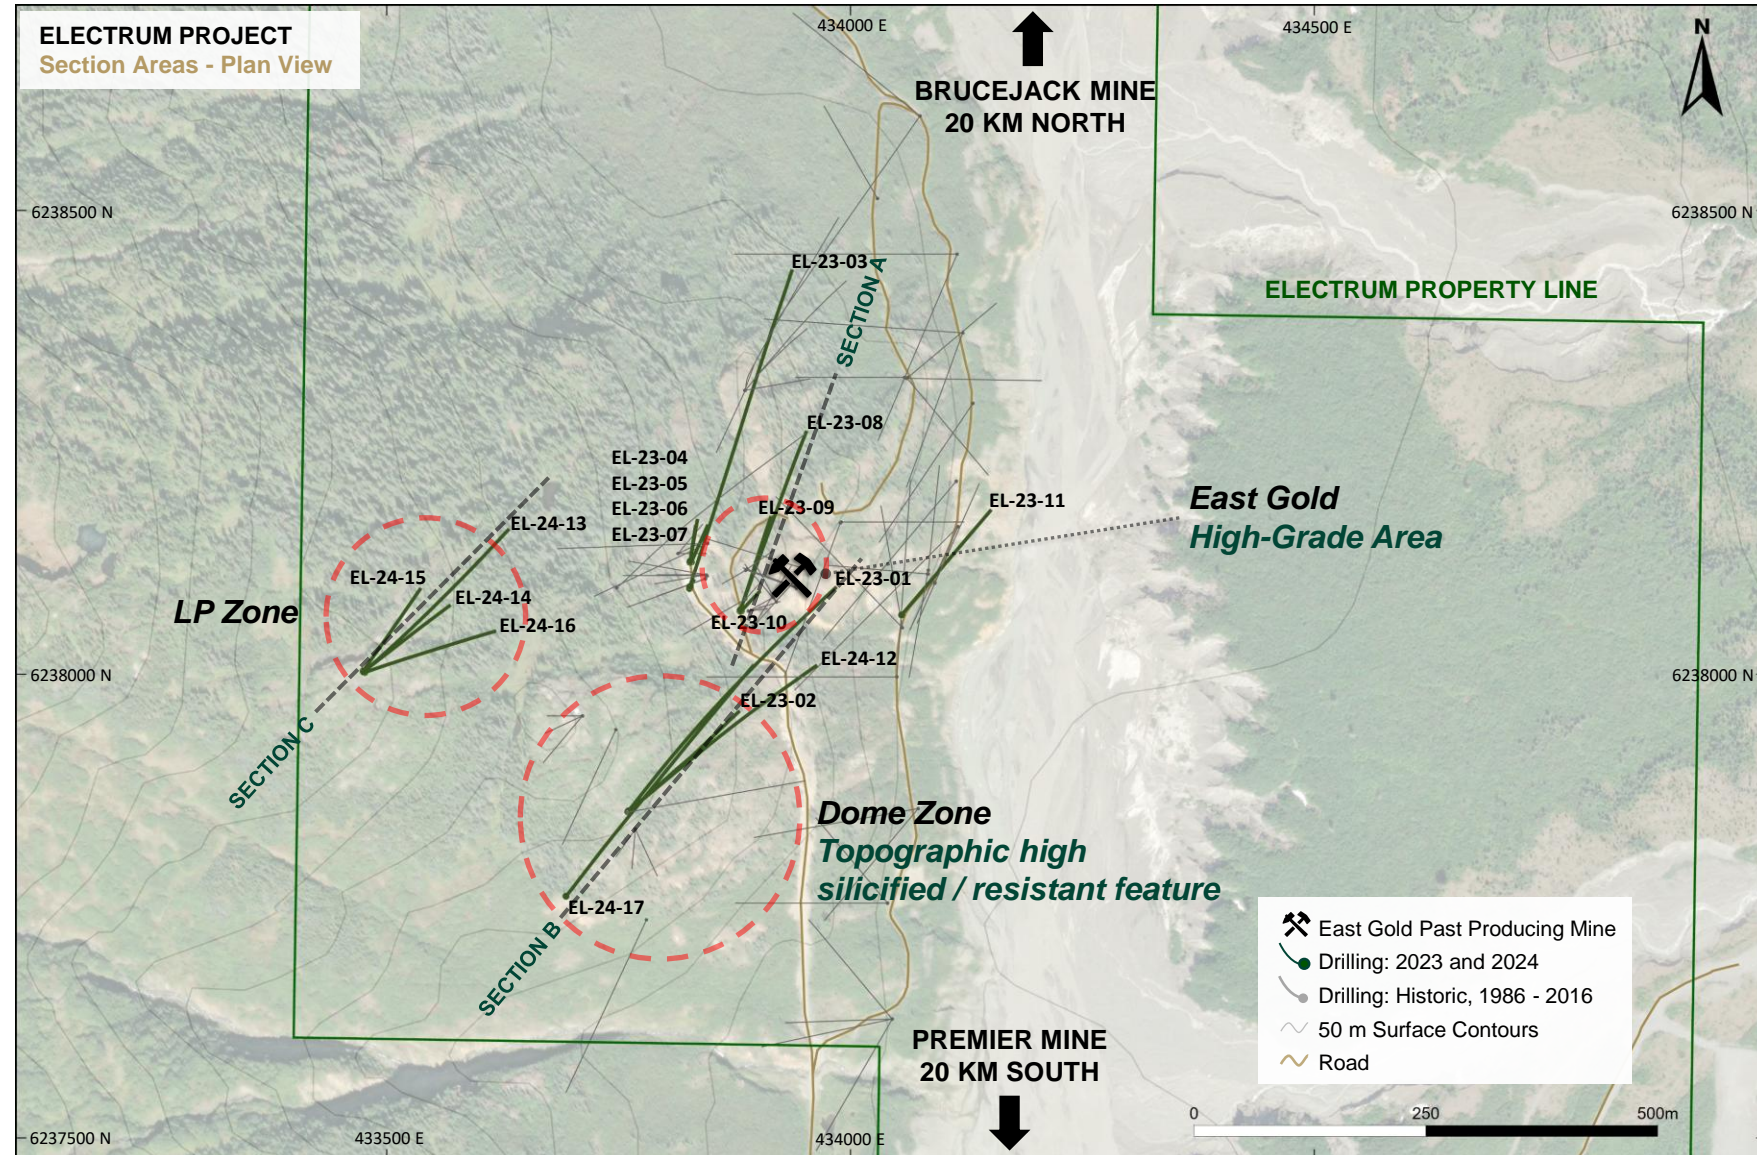 ELECTRUM PROJECT
Section Areas - Plan View
434000 E
434500 E
N
BRUCEJACK MINE
20 KM NORTH
6238500 N
6238500 N
EL-23-03
SECTION A
ELECTRUM PROPERTY LINE
EL-23-08
EL-23-04
EL-23-05
EL-23-06
EL-23-07
EL-23-09
EL-23-11
East Gold
High-Grade Area
EL-24-13
EL-24-15
EL-24-14
EL-24-16
LP Zone
EL-23-01
EL-23-10
EL-24-12
6238000 N
6238000 N
EL-23-02
SECTION C
Dome Zone
Topographic high
silicified / resistant feature
EL-24-17
SECTION B
East Gold Past Producing Mine
Drilling: 2023 and 2024
Drilling: Historic, 1986 - 2016
50 m Surface Contours
Road
PREMIER MINE
20 KM SOUTH
0 250 500m
6237500 N
433500 E
434000 E